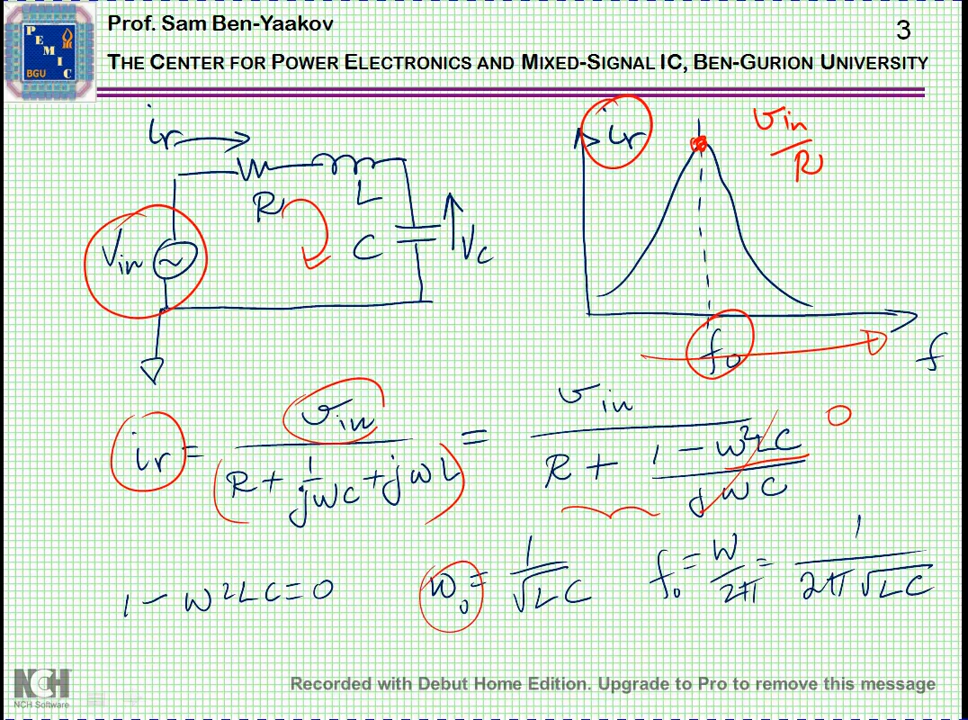 Prof. Sam Ben-Yaakov
3
THE CENTER FOR POWER ELECTRONICS AND MIXED-SIGNAL IC, BEN-GURION UNIVERSITY
P E M I C
BGU
ir
R L
Vin
C
Vc
ir
vin/R
f0
f
ir = vin / (R + 1/jωC + jωL) = vin / (R + (1 - ω²LC)/jωC)
0
1 - ω²LC = 0
ω0 = 1/√LC
f0 = ω/2π = 1/2π√LC
NCH
NCH Software
Recorded with Debut Home Edition. Upgrade to Pro to remove this message